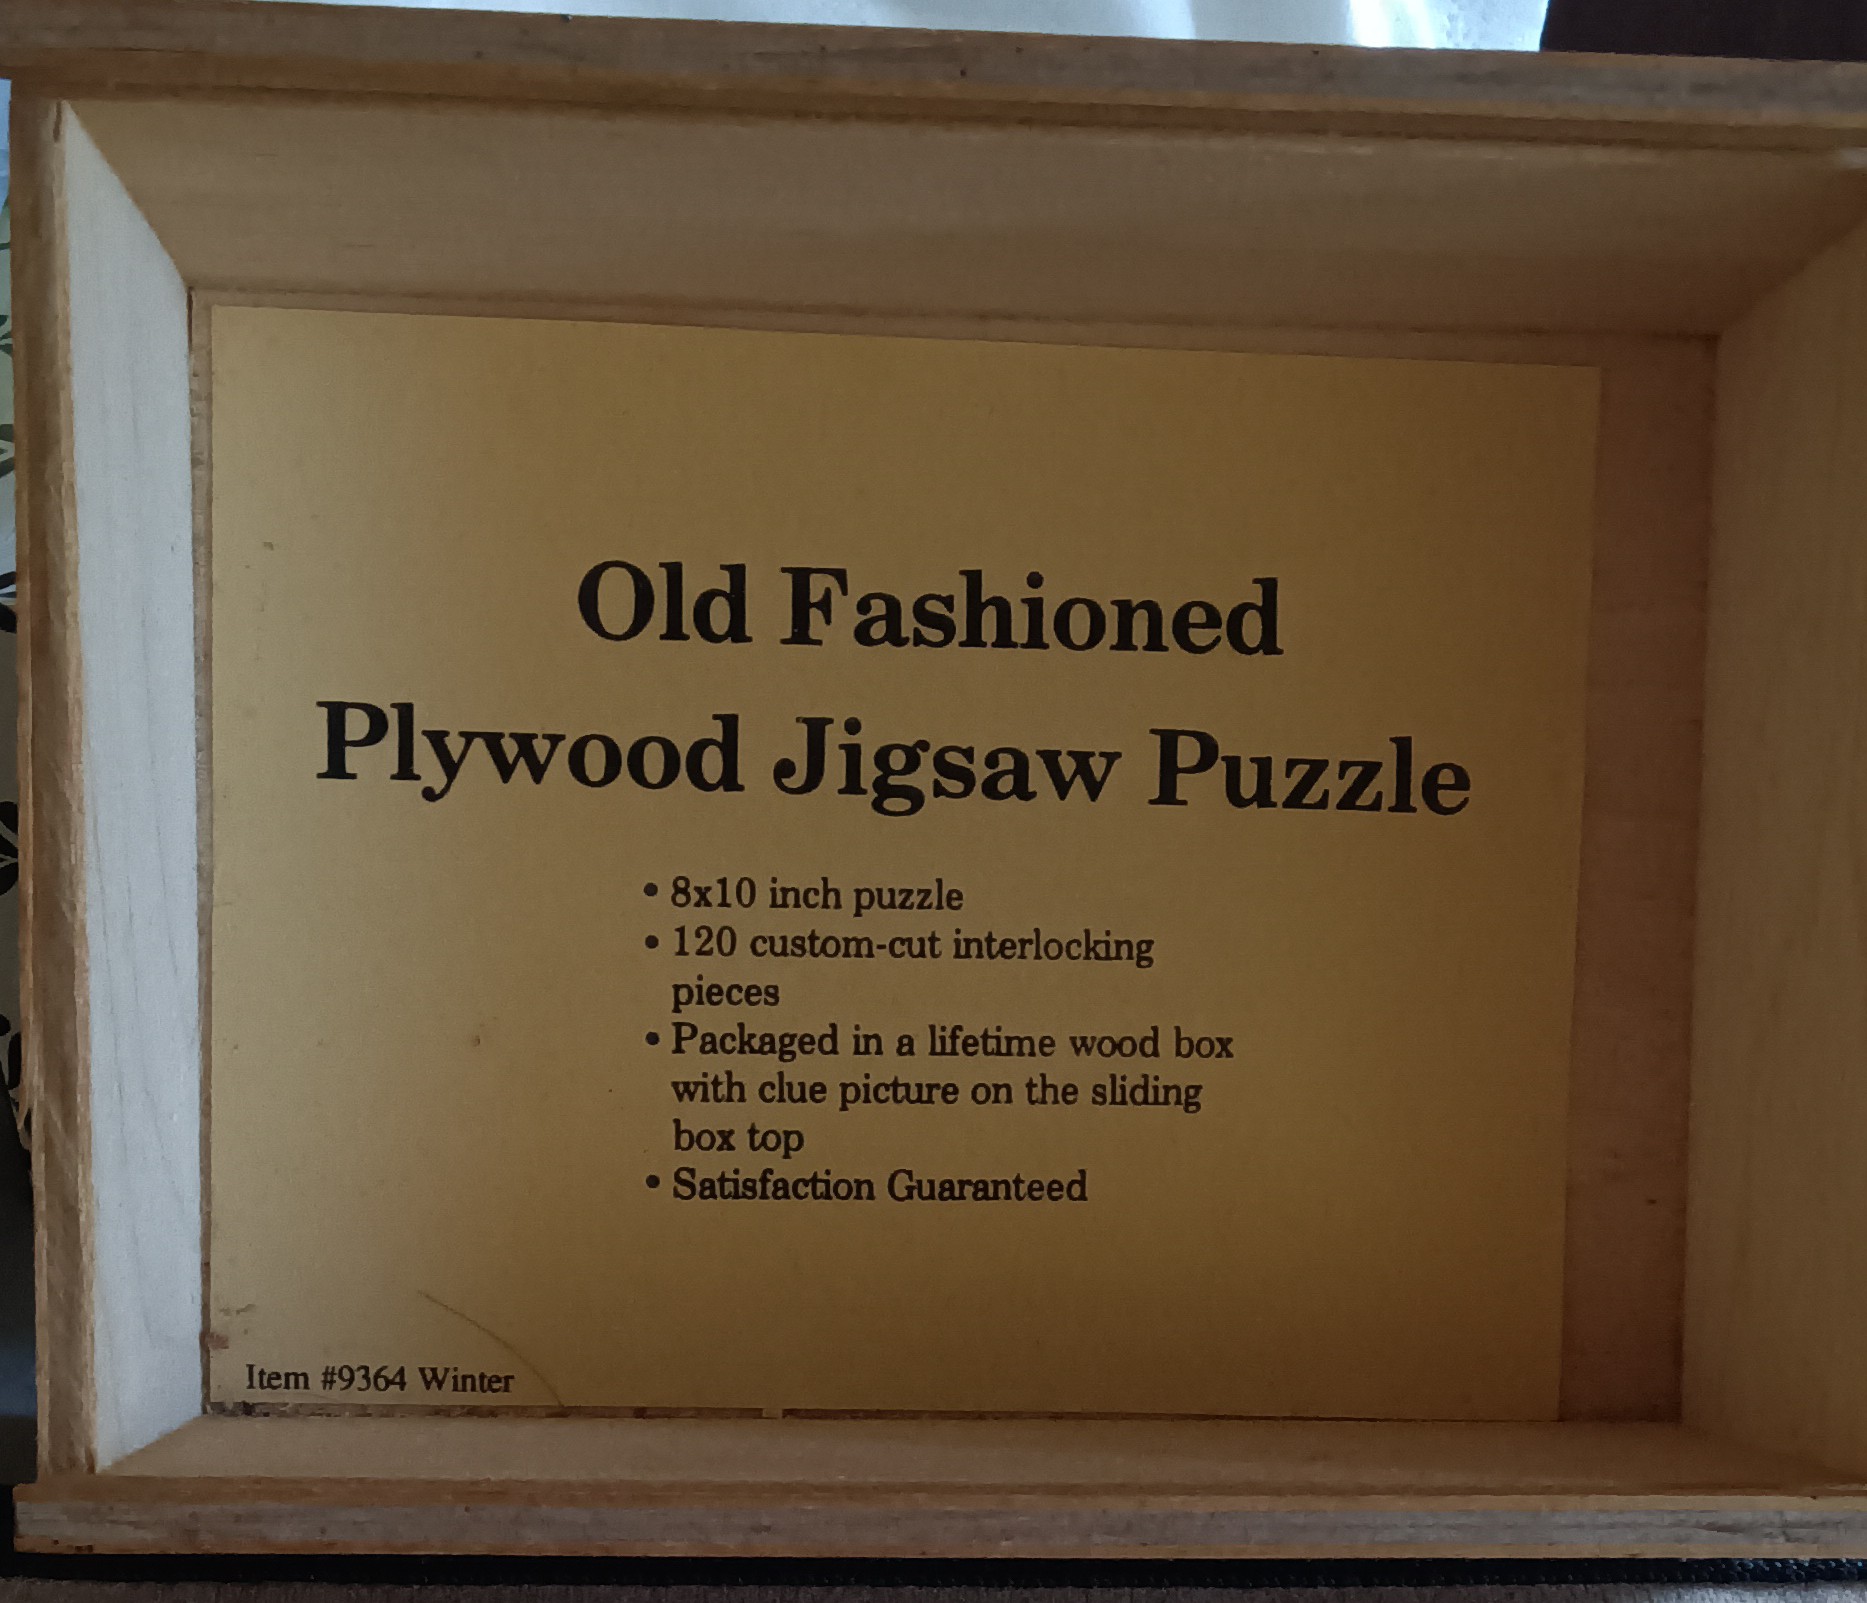 Old Fashioned
Plywood Jigsaw Puzzle
• 8x10 inch puzzle
• 120 custom-cut interlocking
pieces
• Packaged in a lifetime wood box
with clue picture on the sliding
box top
• Satisfaction Guaranteed
Item #9364 Winter